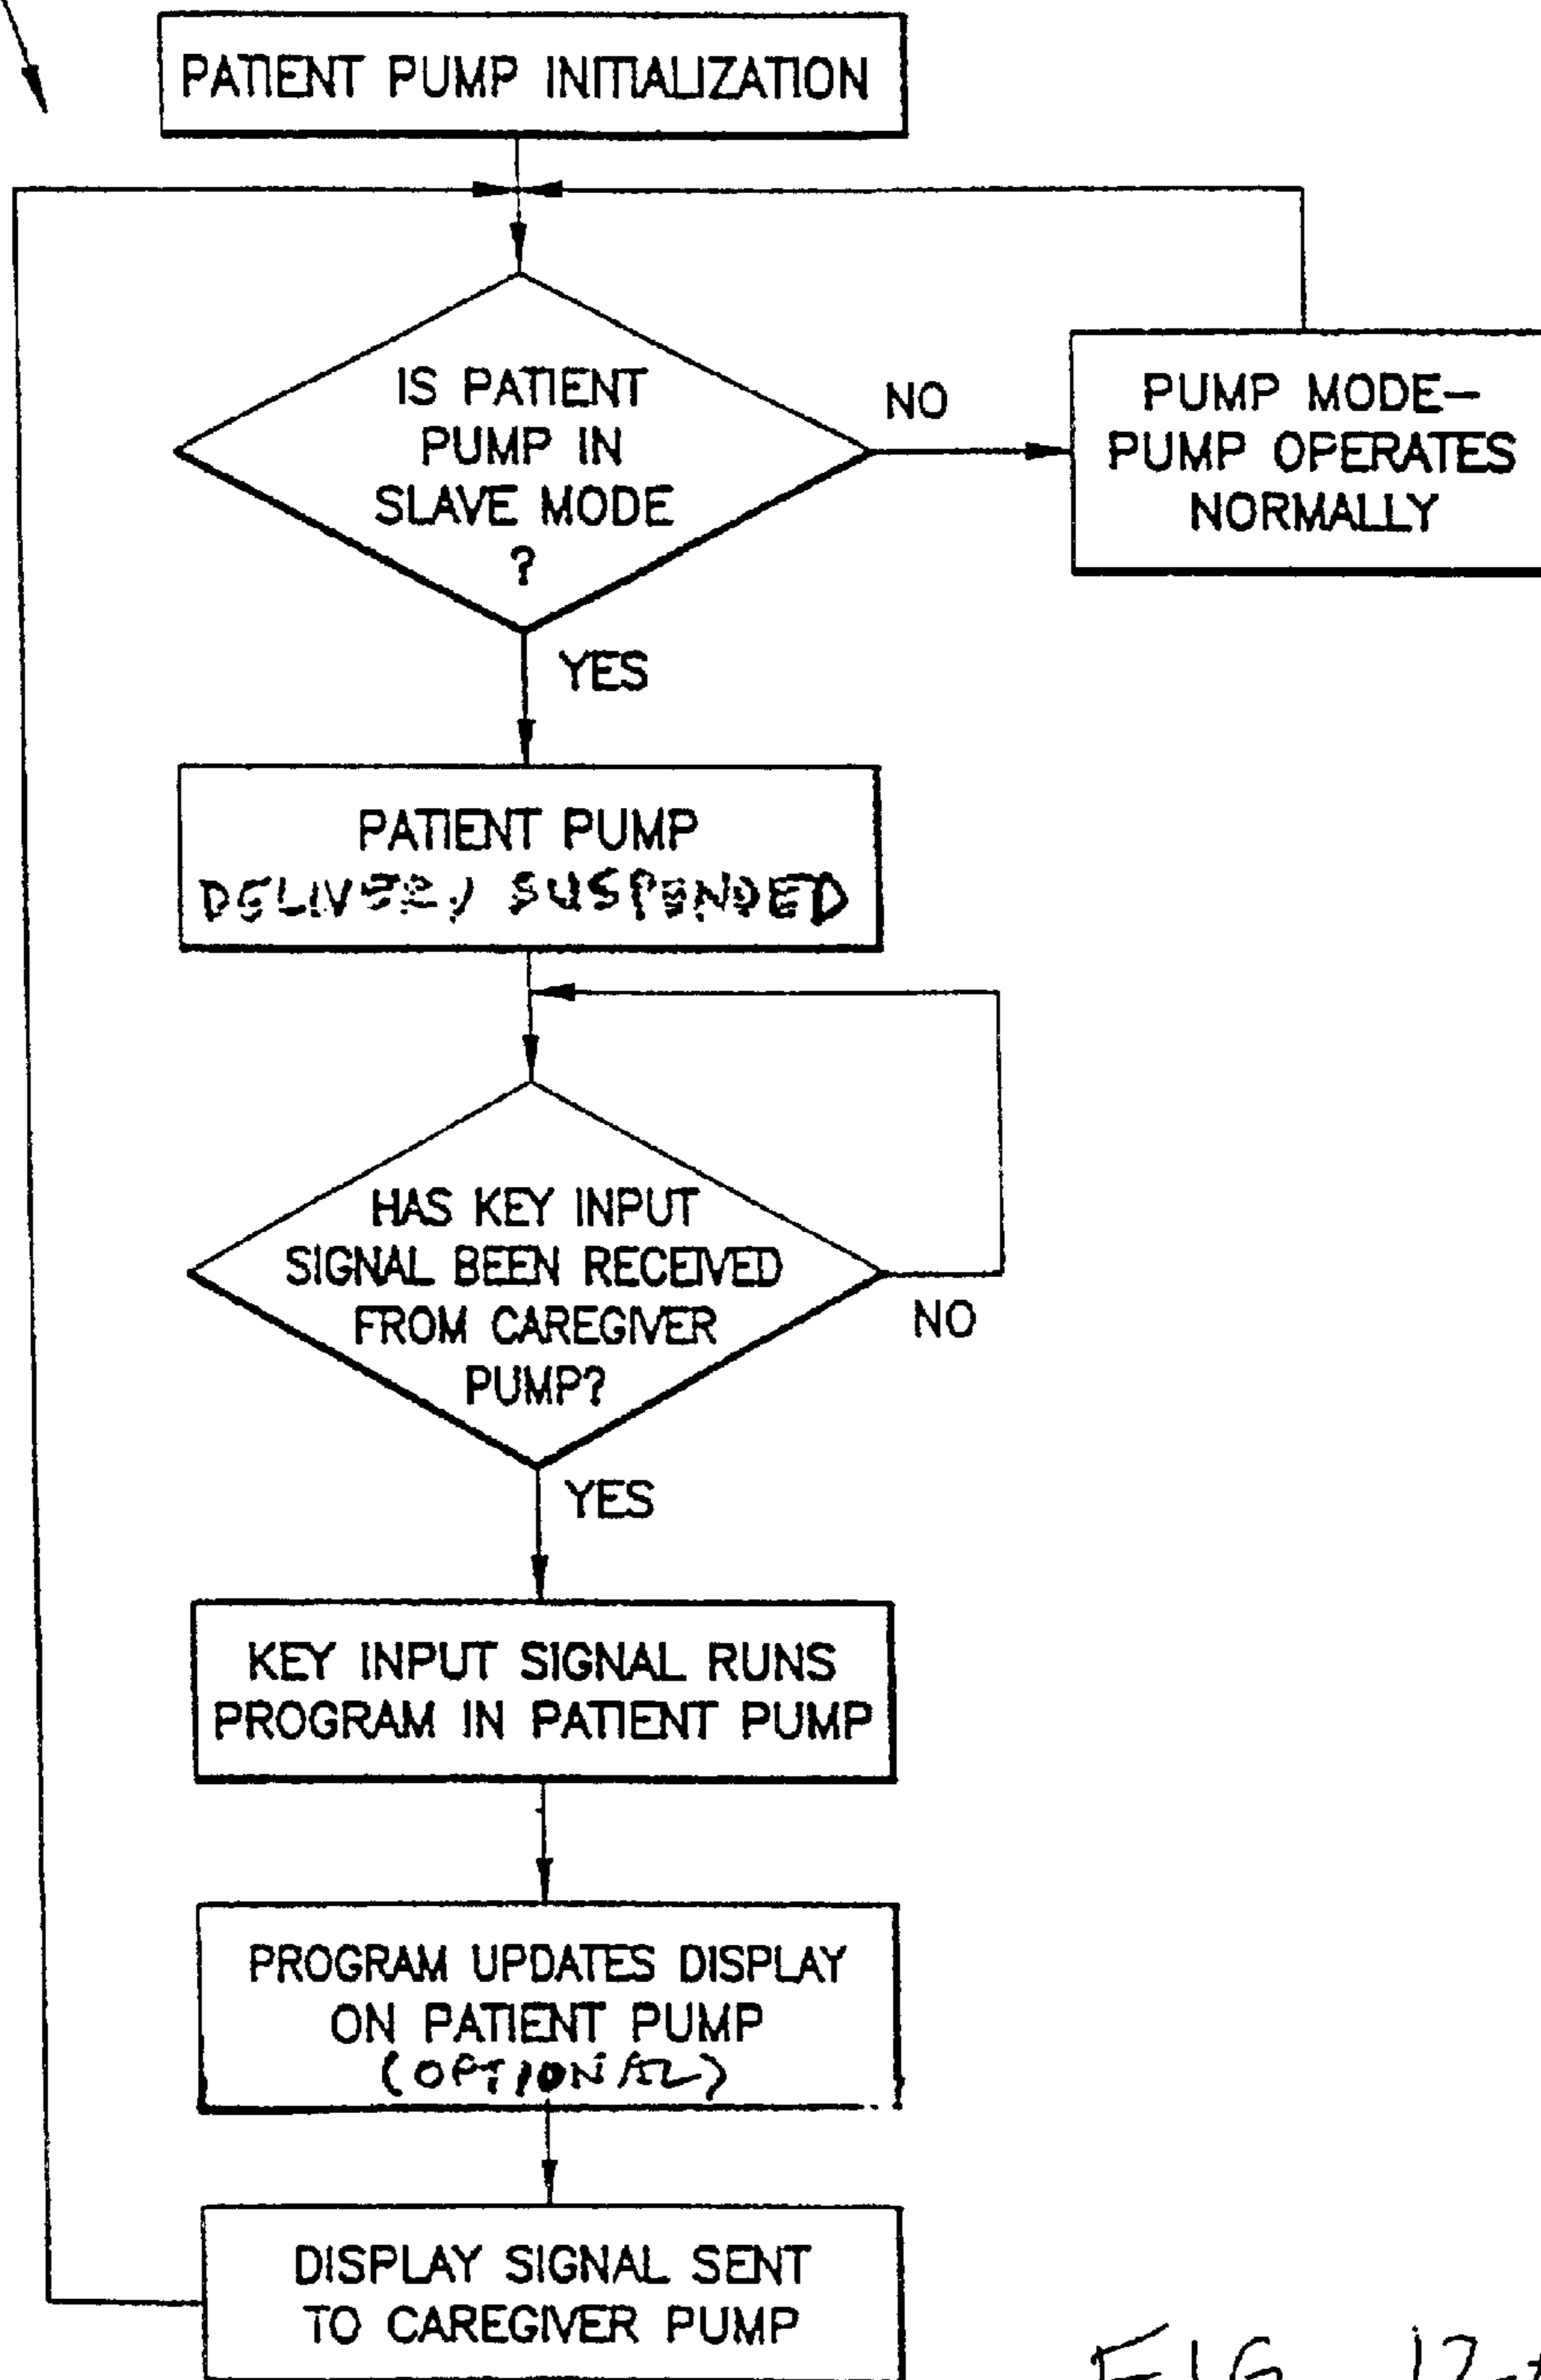 PATIENT PUMP INITIALIZATION
IS PATIENT
PUMP IN
SLAVE MODE
?
NO
PUMP MODE–
PUMP OPERATES
NORMALLY
YES
PATIENT PUMP
DELIVERY SUSPENDED
HAS KEY INPUT
SIGNAL BEEN RECEIVED
FROM CAREGIVER
PUMP?
NO
YES
KEY INPUT SIGNAL RUNS
PROGRAM IN PATIENT PUMP
PROGRAM UPDATES DISPLAY
ON PATIENT PUMP
(OPTIONAL)
DISPLAY SIGNAL SENT
TO CAREGIVER PUMP
FIG